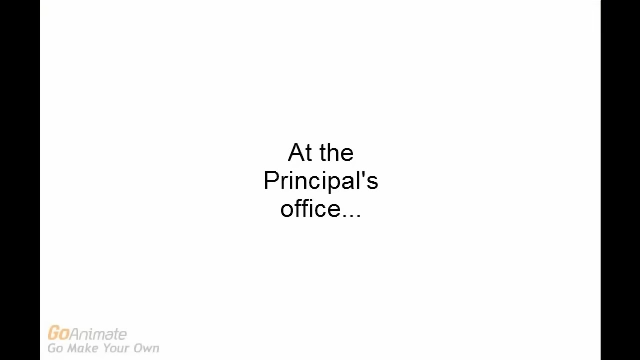 At the
Principal's
office...
GoAnimate
Go Make Your Own